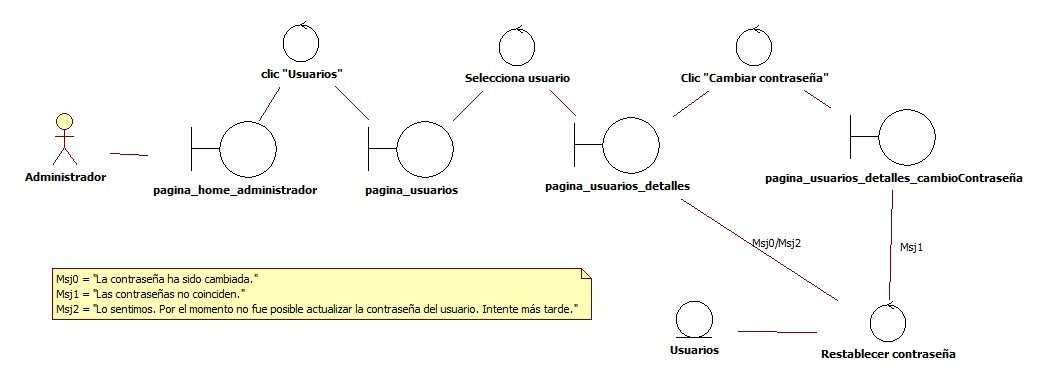 clic "Usuarios"
Selecciona usuario
Clic "Cambiar contraseña"
Administrador
pagina_home_administrador
pagina_usuarios
pagina_usuarios_detalles
pagina_usuarios_detalles_cambioContraseña
Msj0/Msj2
Msj1
Msj0 = "La contraseña ha sido cambiada."
Msj1 = "Las contraseñas no coinciden."
Msj2 = "Lo sentimos. Por el momento no fue posible actualizar la contraseña del usuario. Intente más tarde."
Usuarios
Restablecer contraseña